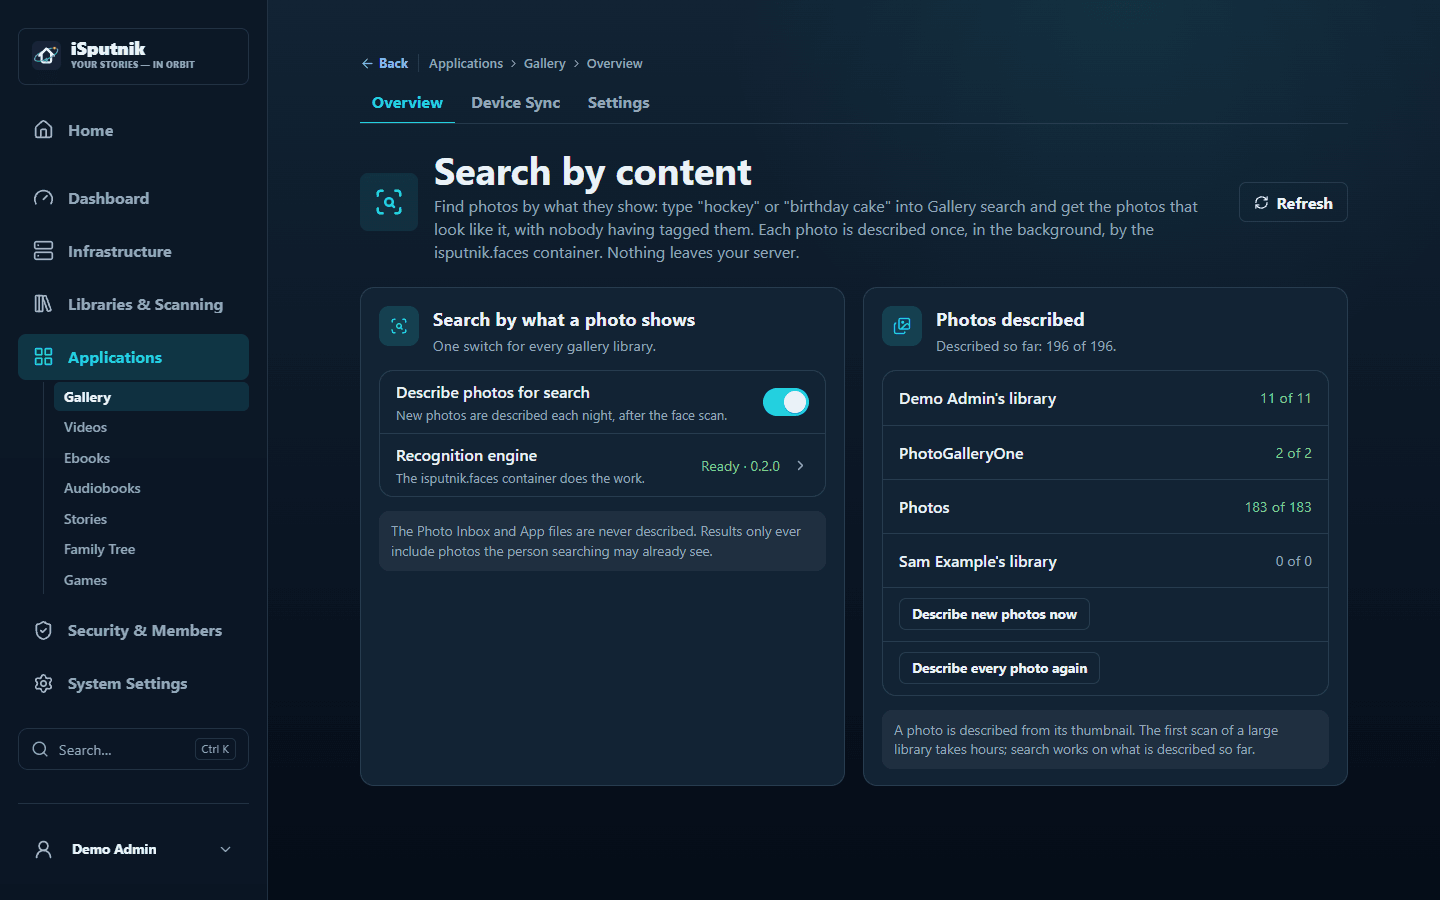 iSputnik
YOUR STORIES — IN ORBIT
Home
Dashboard
Infrastructure
Libraries & Scanning
Applications
Gallery
Videos
Ebooks
Audiobooks
Stories
Family Tree
Games
Security & Members
System Settings
Search...
Ctrl K
Demo Admin
Back
Applications > Gallery > Overview
Overview
Device Sync
Settings
Search by content
Find photos by what they show: type "hockey" or "birthday cake" into Gallery search and get the photos that
look like it, with nobody having tagged them. Each photo is described once, in the background, by the
isputnik.faces container. Nothing leaves your server.
Refresh
Search by what a photo shows
One switch for every gallery library.
Describe photos for search
New photos are described each night, after the face scan.
Recognition engine
The isputnik.faces container does the work.
Ready · 0.2.0
The Photo Inbox and App files are never described. Results only ever
include photos the person searching may already see.
Photos described
Described so far: 196 of 196.
Demo Admin's library
11 of 11
PhotoGalleryOne
2 of 2
Photos
183 of 183
Sam Example's library
0 of 0
Describe new photos now
Describe every photo again
A photo is described from its thumbnail. The first scan of a large
library takes hours; search works on what is described so far.